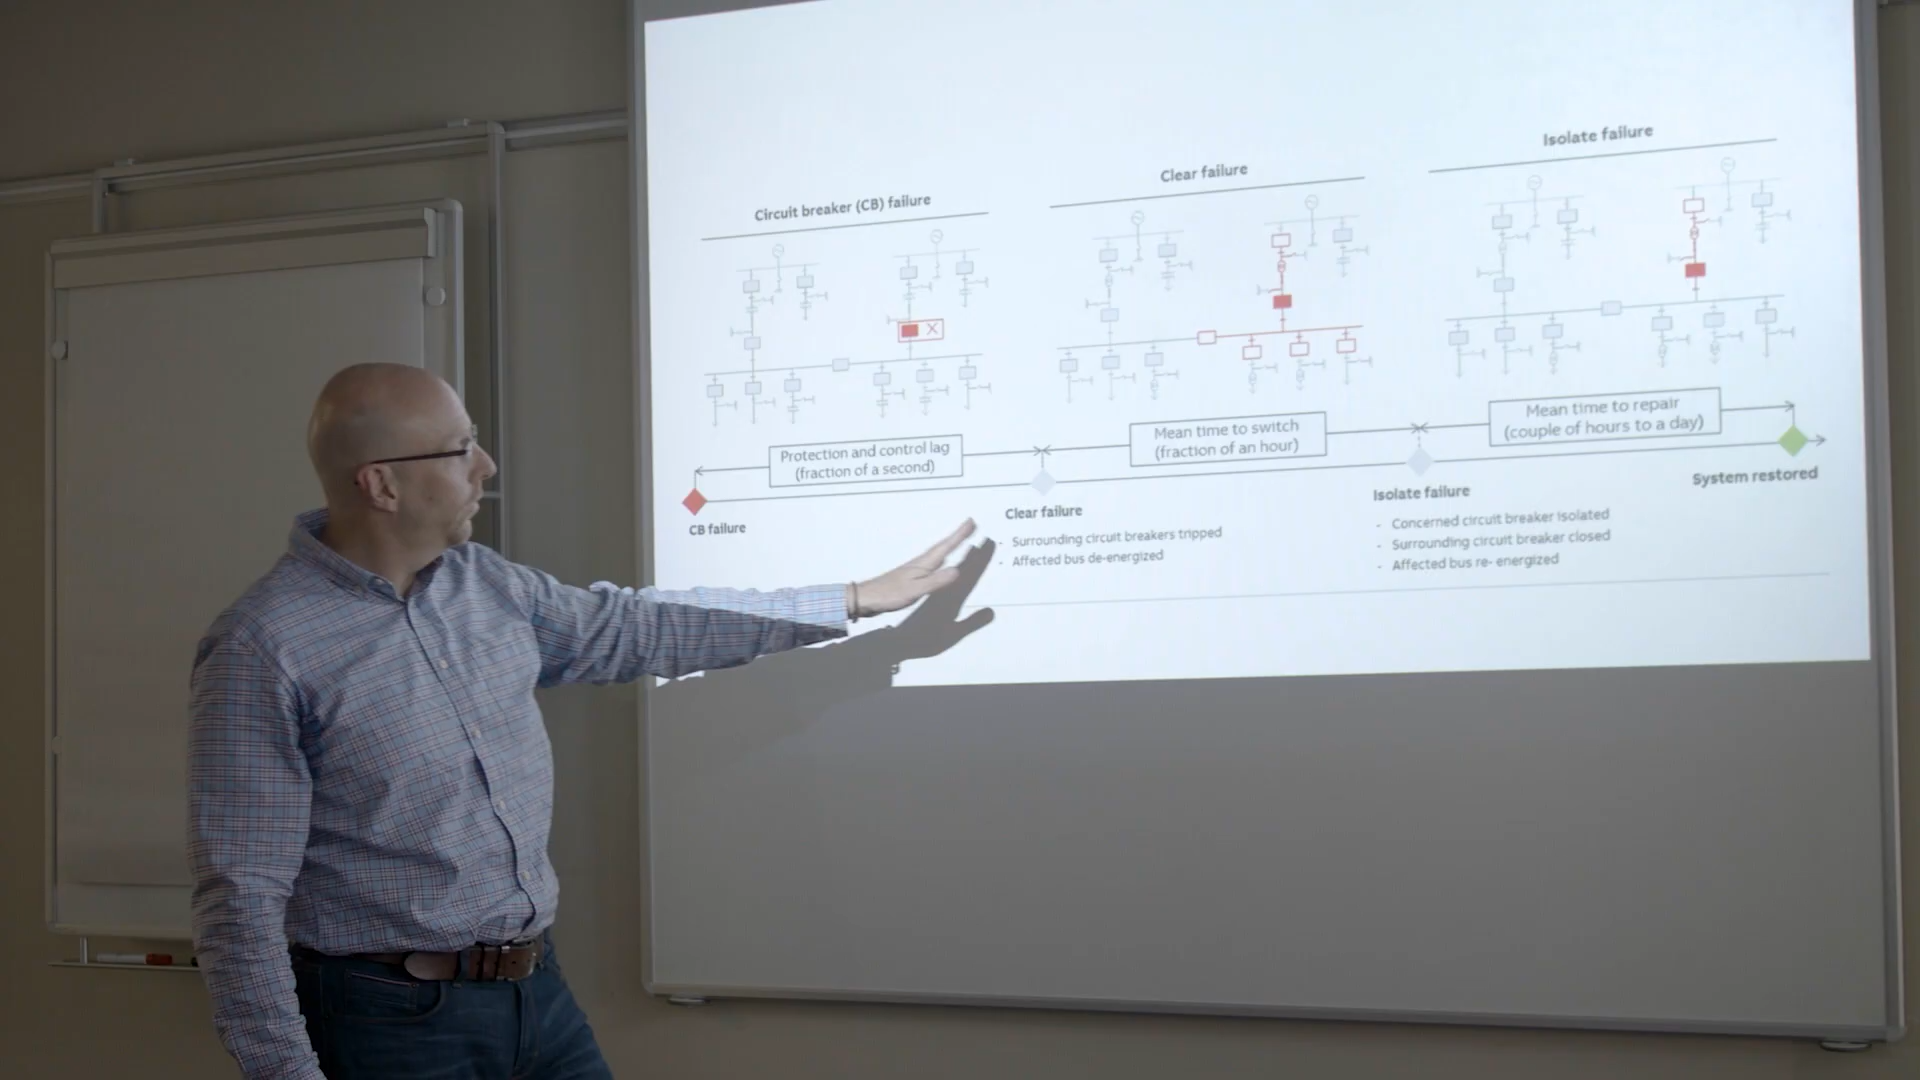 Circuit breaker (CB) failure
Clear failure
Isolate failure
Protection and control lag
(fraction of a second)
Mean time to switch
(fraction of an hour)
Mean time to repair
(couple of hours to a day)
CB failure
Clear failure
- Surrounding circuit breakers tripped
- Affected bus de-energized
Isolate failure
- Concerned circuit breaker isolated
- Surrounding circuit breaker closed
- Affected bus re- energized
System restored